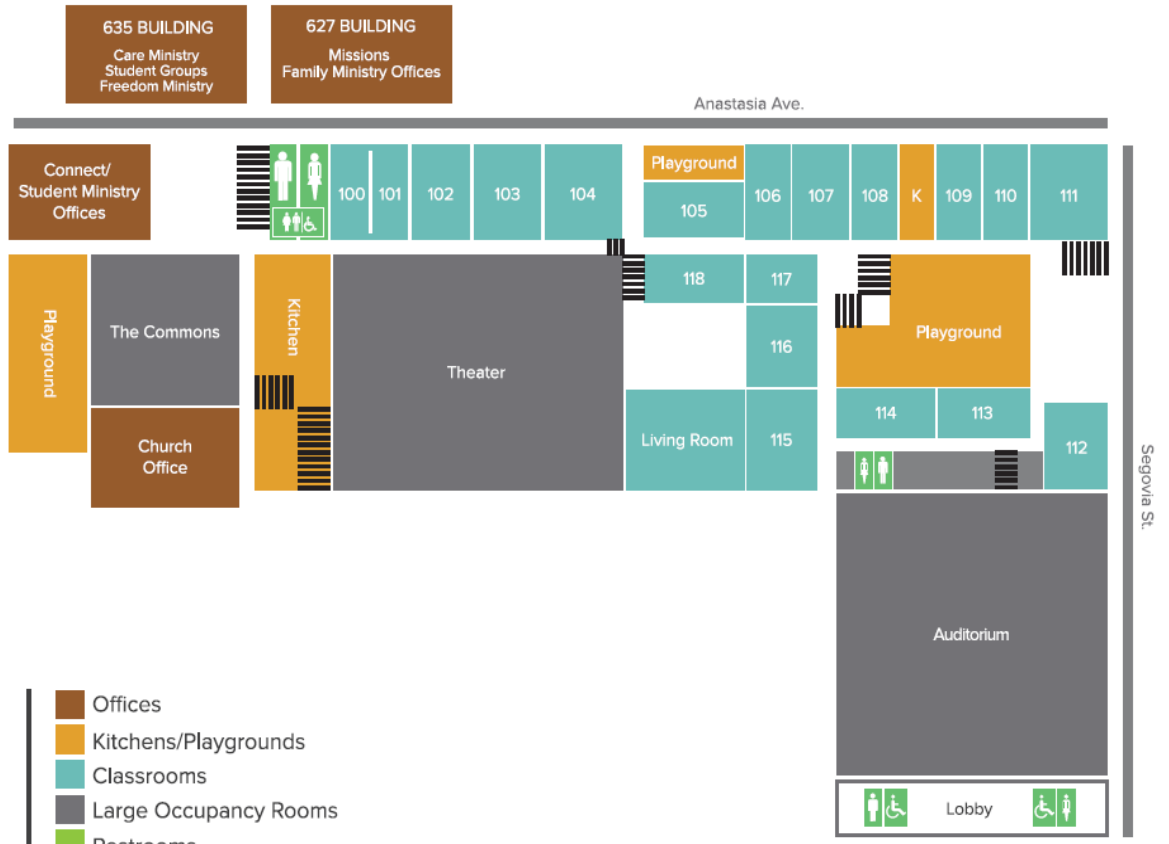 635 BUILDING
Care Ministry
Student Groups
Freedom Ministry
627 BUILDING
Missions
Family Ministry Offices
Anastasia Ave.
Connect/
Student Ministry
Offices
100
101
102
103
104
Playground
105
106
107
108
K
109
110
111
Playground
The Commons
Kitchen
Theater
118
117
116
Playground
114
113
112
Church
Office
Living Room
115
Segovia St.
Auditorium
Lobby
Offices
Kitchens/Playgrounds
Classrooms
Large Occupancy Rooms
Restrooms